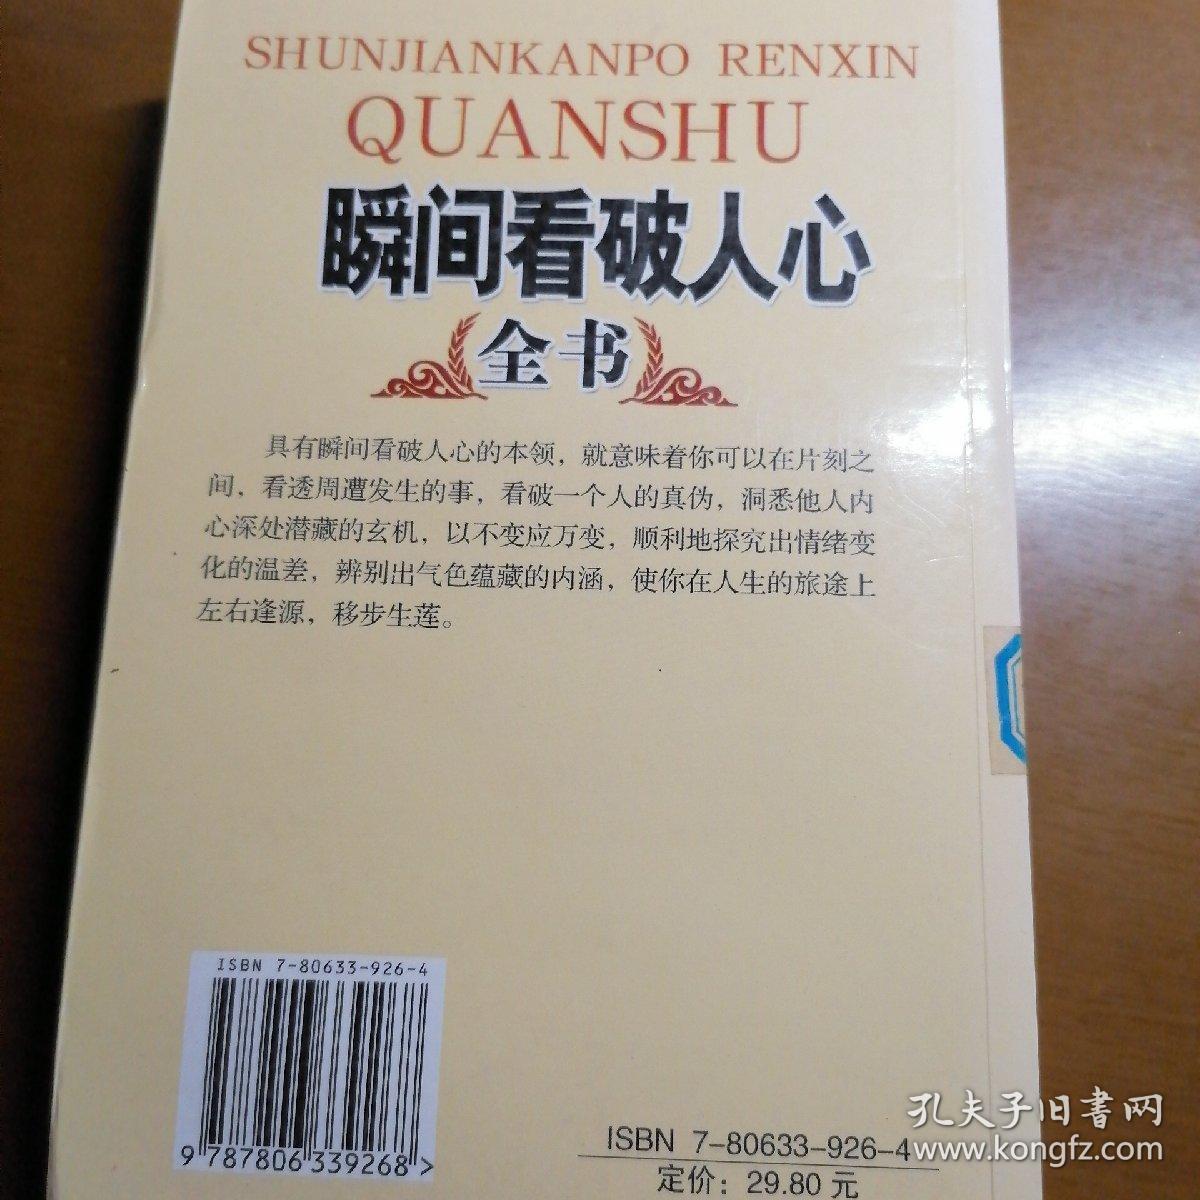 SHUNJIANKANPO RENXIN
QUANSHU
瞬间看破人心
全书
具有瞬间看破人心的本领，就意味着你可以在片刻之
间，看透周遭发生的事，看破一个人的真伪，洞悉他人内
心深处潜藏的玄机，以不变应万变，顺利地探究出情绪变
化的温差，辨别出气色蕴藏的内涵，使你在人生的旅途上
左右逢源，移步生莲。
ISBN 7-80633-926-4
9 787806 339268 >
ISBN 7-80633-926-4
定价：29.80 元
孔夫子旧書网
www.kongfz.com